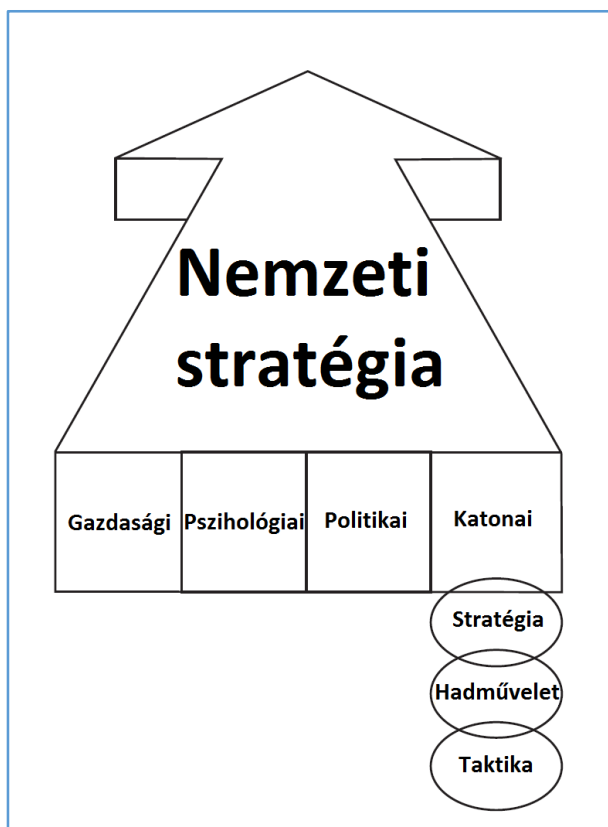 Nemzeti
stratégia
Gazdasági
Pszihológiai
Politikai
Katonai
Stratégia
Hadművelet
Taktika